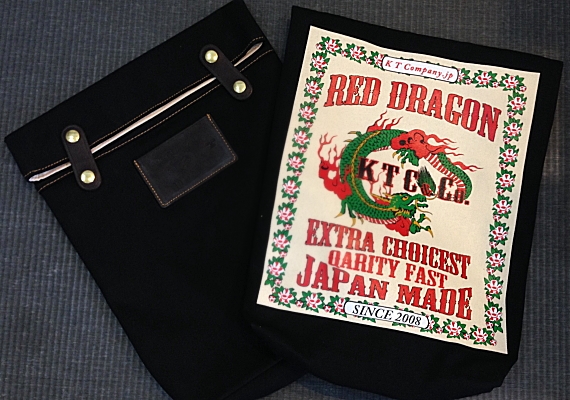 K T Company.jp
RED DRAGON
K T C & Co.
EXTRA CHOICEST
QARITY FAST
JAPAN MADE
SINCE 2008